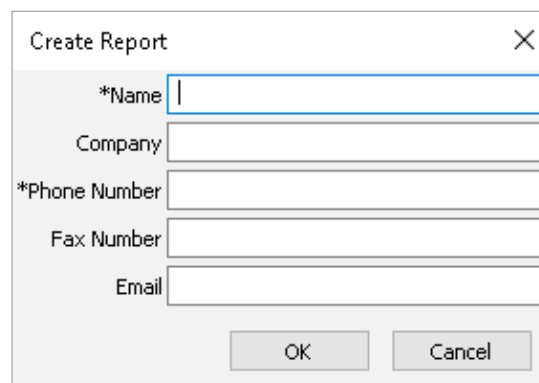 Create Report
*Name
Company
*Phone Number
Fax Number
Email
OK Cancel